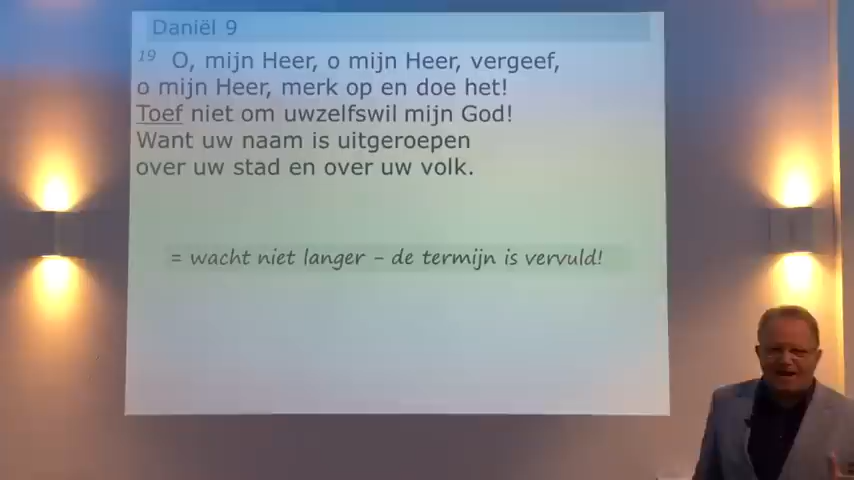 Daniël 9
19 O, mijn Heer, o mijn Heer, vergeef,
o mijn Heer, merk op en doe het!
Toef niet om uwzelfswil mijn God!
Want uw naam is uitgeroepen
over uw stad en over uw volk.
= wacht niet langer – de termijn is vervuld!